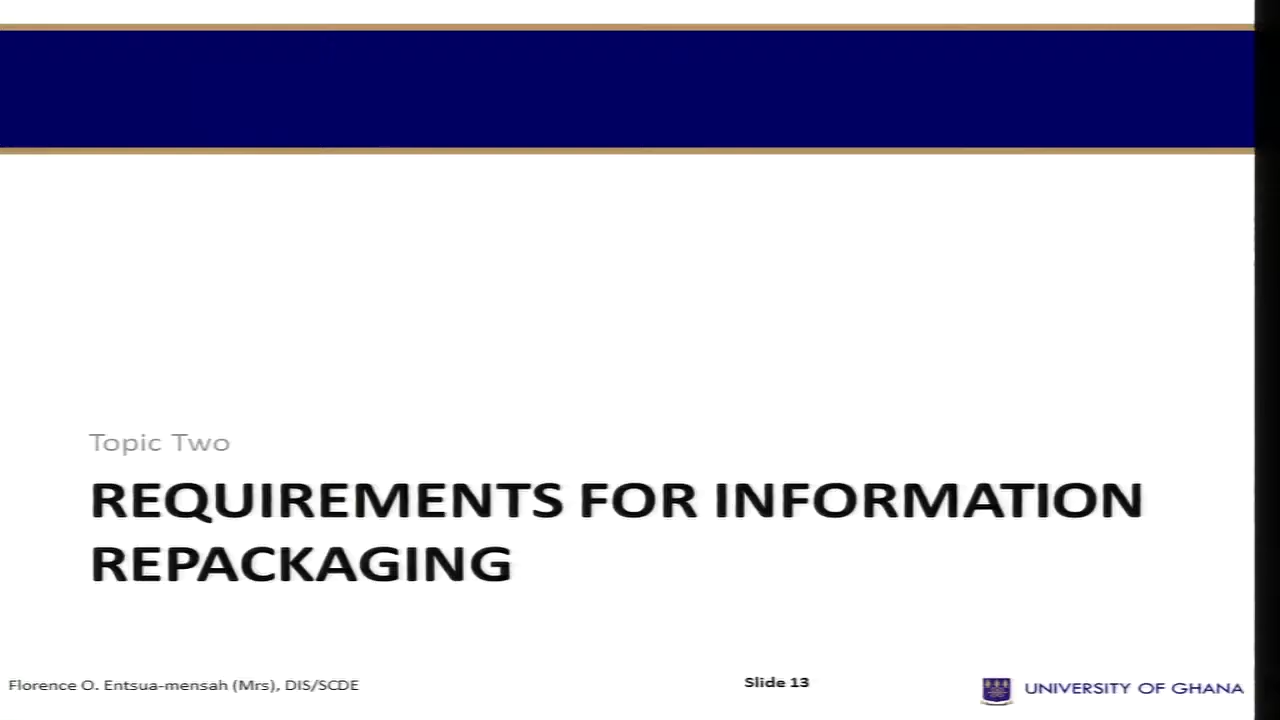 Topic Two
REQUIREMENTS FOR INFORMATION
REPACKAGING
Florence O. Entsua-mensah (Mrs), DIS/SCDE
Slide 13
UNIVERSITY OF GHANA